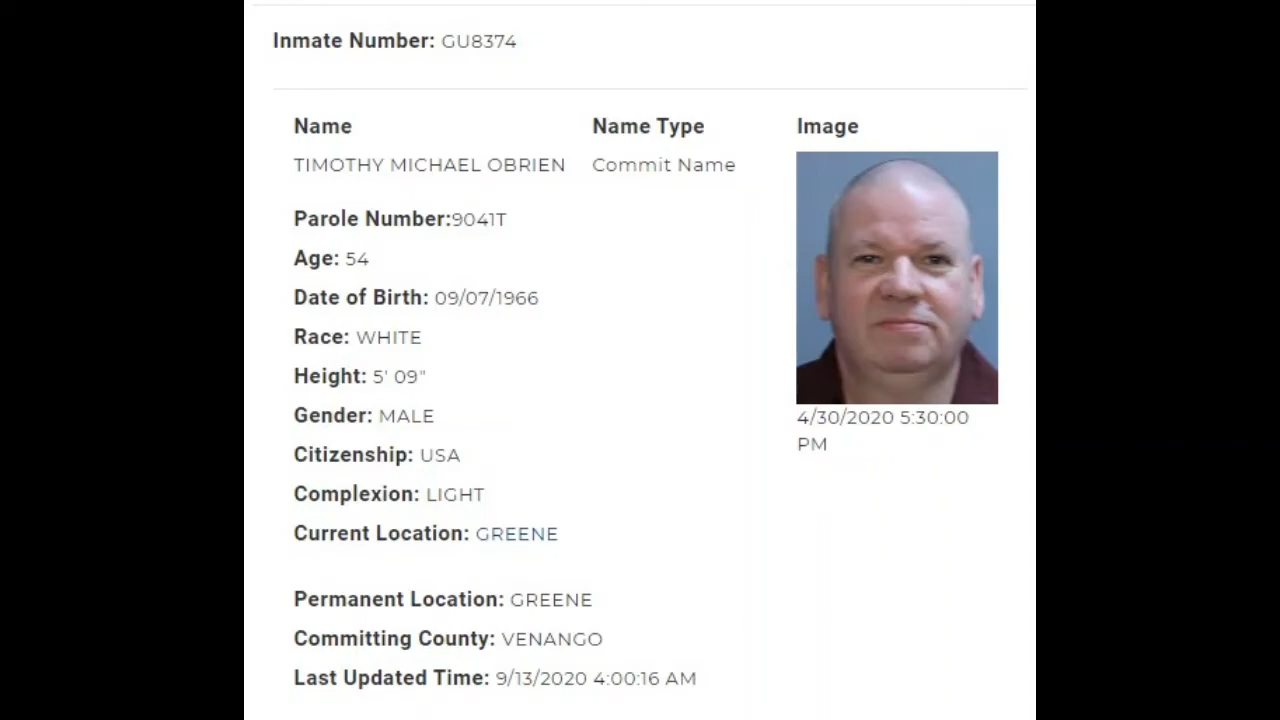 Inmate Number: GU8374
Name Name Type Image
TIMOTHY MICHAEL OBRIEN Commit Name
Parole Number:9041T
Age: 54
Date of Birth: 09/07/1966
Race: WHITE
Height: 5' 09"
Gender: MALE
Citizenship: USA
Complexion: LIGHT
Current Location: GREENE
Permanent Location: GREENE
Committing County: VENANGO
Last Updated Time: 9/13/2020 4:00:16 AM
4/30/2020 5:30:00
PM